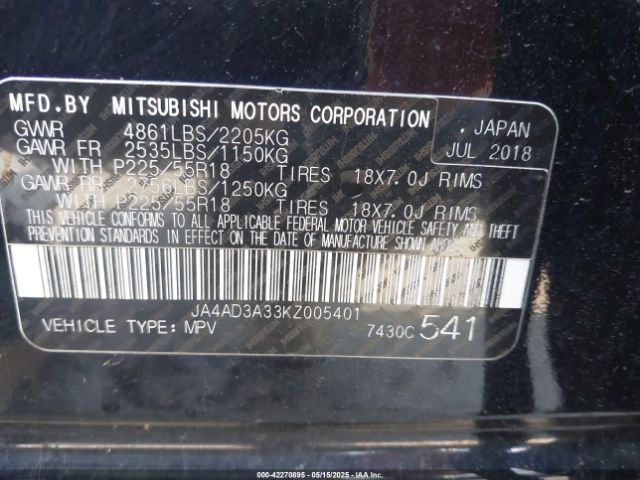 MFD.BY MITSUBISHI MOTORS CORPORATION
GVWR 4861LBS/2205KG
, JAPAN
GAWR FR 2535LBS/1150KG
JUL 2018
WITH P225/55R18 TIRES 18X7.0J RIMS
GAWR RR 2756LBS/1250KG
WITH P225/55R18 TIRES 18X7.0J RIMS
THIS VEHICLE CONFORMS TO ALL APPLICABLE FEDERAL MOTOR VEHICLE SAFETY AND THEFT
PREVENTION STANDARDS IN EFFECT ON THE DATE OF MANUFACTURE SHOWN ABOVE.
JA4AD3A33KZ005401
VEHICLE TYPE: MPV 7430C 541
000-42270895 - 05/15/2025 - IAAI, Inc.